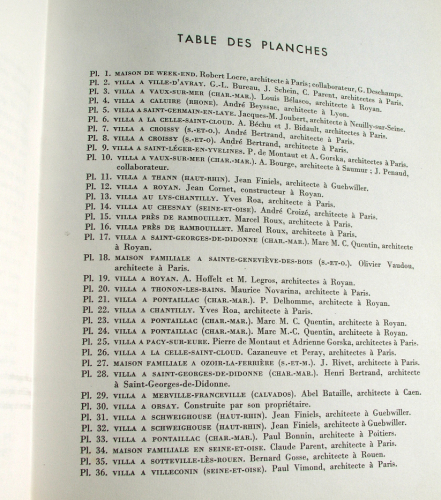 TABLE DES PLANCHES
Pl. 1. MAISON DE WEEK-END. Robert Lucre, architecte à Paris; collaborateur, G. Deschamps.
Pl. 2. VILLA A VILLE-D'AVRAY. G.-L. Bureau, J. Schein, C. Parent, architectes à Paris.
Pl. 3. VILLA A VAUX-SUR-MER (CHAR.-MAR.). Louis Bélasco, architecte à Royan.
Pl. 4. VILLA A CALUIRE (RHONE). André Beyssac, architecte à Lyon.
Pl. 5. VILLA A SAINT-GERMAIN-EN-LAYE. Jacques-M. Joubert, architecte à Neuilly-sur-Seine.
Pl. 6. VILLA A LA CELLE-SAINT-CLOUD. A. Béchu et J. Bidault, architectes à Paris.
Pl. 7. VILLA A CROISSY (S.-ET-O.). André Bertrand, architecte à Paris.
Pl. 8. VILLA A CROISSY (S.-ET-O). André Bertrand, architecte à Paris.
Pl. 9. VILLA A SAINT-LÉGER-EN-YVELINES. P. de Montaut et A. Gorska, architectes à Paris.
Pl. 10. VILLA A VAUX-SUR-MER (CHAR.-MAR.). A. Bourge, architecte à Saumur : J. Penaud,
collaborateur.
Pl. 11. VILLA A THANN (HAUT-RHIN). Jean Finiels, architecte à Guebwiller.
Pl. 12. VILLA A ROYAN. Jean Cornet, constructeur à Royan.
Pl. 13. VILLA AU LYS-CHANTILLY. Yves Roa, architecte à Paris.
Pl. 14. VILLA AU CHESNAY (SEINE-ET-OISE). André Croizé, architecte à Paris.
Pl. 15. VILLA PRÈS DE RAMBOUILLET. Marcel Roux, architecte à Paris.
Pl. 16. VILLA PRÈS DE RAMBOUILLET. Marcel Roux, architecte à Paris.
Pl. 17. VILLA A SAINT-GEORGES-DE-DIDONNE (CHAR.-MAR.). Marc M. C. Quentin, architecte
à Royan.
Pl. 18. MAISON FAMILIALE A SAINTE-GENEVIÈVE-DES-BOIS (S.-ET-O.). Olivier Vaudou,
architecte à Paris.
Pl. 19. VILLA A ROYAN. A. Hoffelt et M. Legros, architectes à Royan.
Pl. 20. VILLA A THONON-LES-BAINS. Maurice Novarina, architecte à Paris.
Pl. 21. VILLA A PONTAILLAC (CHAR.-MAR.). P. Delhomme, architecte à Royan.
Pl. 22. VILLA A CHANTILLY. Yves Roa, architecte à Paris.
Pl. 23. VILLA A PONTAILLAC (CHAR.-MAR.). Marc M.-C. Quentin, architecte à Royan.
Pl. 24. VILLA A PONTAILLAC (CHAR.-MAR.). Marc M.-C. Quentin, architecte à Royan.
Pl. 25. VILLA A PACY-SUR-EURE. Pierre de Montaut et Adrienne Gorska, architectes à Paris.
Pl. 26. VILLA A LA CELLE-SAINT-CLOUD. Cazaneuve et Peray, architectes à Paris.
Pl. 27. MAISON FAMILIALE A OZOIR-LA-FERRIÈRE (S.-ET-M.). J. Rivet, architecte à Paris.
Pl. 28. VILLA A SAINT-GEORGES-DE-DIDONNE (CHAR.-MAR.). Henri Bertrand, architecte
à Saint-Georges-de-Didonne.
Pl. 29. VILLA A MERVILLE-FRANCEVILLE (CALVADOS). Abel Bataille, architecte à Caen.
Pl. 30. VILLA A ORSAY. Construite par son propriétaire.
Pl. 31. VILLA A SCHWEIGHOUSE (HAUT-RHIN). Jean Finiels, architecte à Guebwiller.
Pl. 32. VILLA A SCHWEIGHOUSE (HAUT-RHIN). Jean Finiels, architecte à Guebwiller.
Pl. 33. VILLA A PONTAILLAC (CHAR.-MAR.). Paul Bonnin, architecte à Poitiers.
Pl. 34. MAISON FAMILIALE EN SEINE-ET-OISE. Claude Parent, architecte à Paris.
Pl. 35. VILLA A SOTTEVILLE-LÈS-ROUEN. Bernard Gosse, architecte à Rouen.
Pl. 36. VILLA A VILLECONIN (SEINE-ET-OISE). Paul Vimond, architecte à Paris.